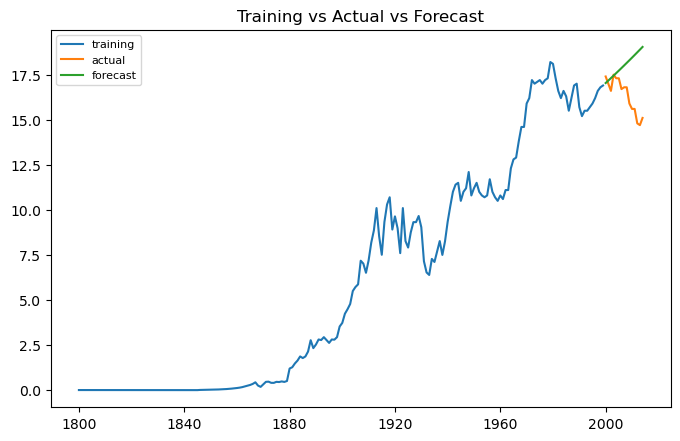 Training vs Actual vs Forecast
training
actual
forecast
17.5
15.0
12.5
10.0
7.5
5.0
2.5
0.0
1800 1840 1880 1920 1960 2000